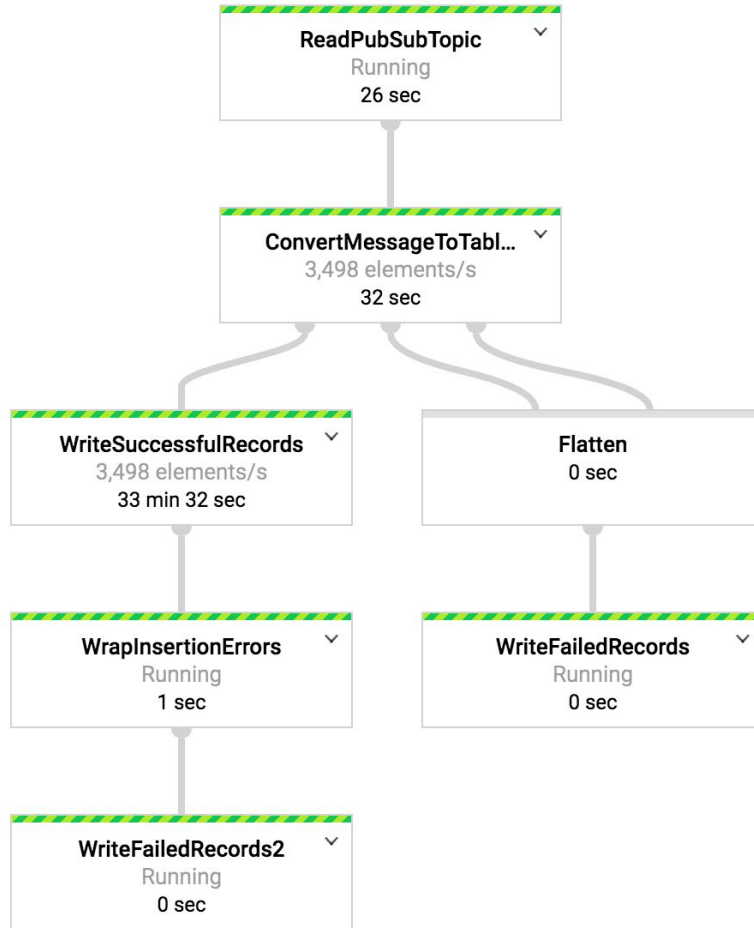 ReadPubSubTopic
Running
26 sec
ConvertMessageToTabl...
3,498 elements/s
32 sec
WriteSuccessfulRecords
3,498 elements/s
33 min 32 sec
Flatten
0 sec
WrapInsertionErrors
Running
1 sec
WriteFailedRecords
Running
0 sec
WriteFailedRecords2
Running
0 sec